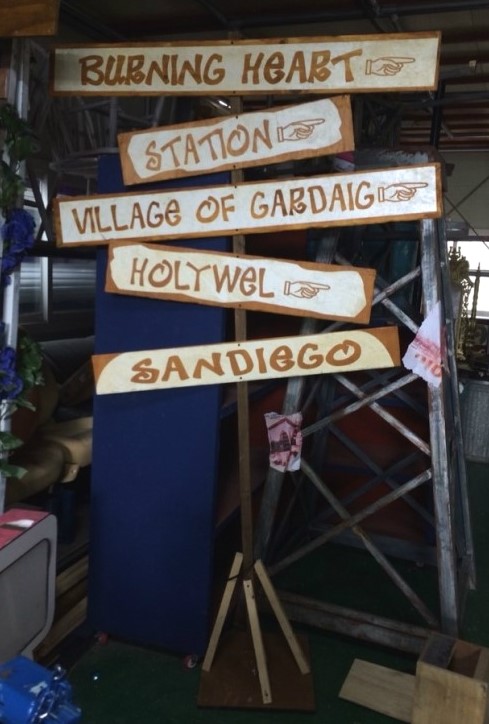 BURNING HEART
STATION
VILLAGE OF GARDAIG
HOLYWEL
SANDIEGO